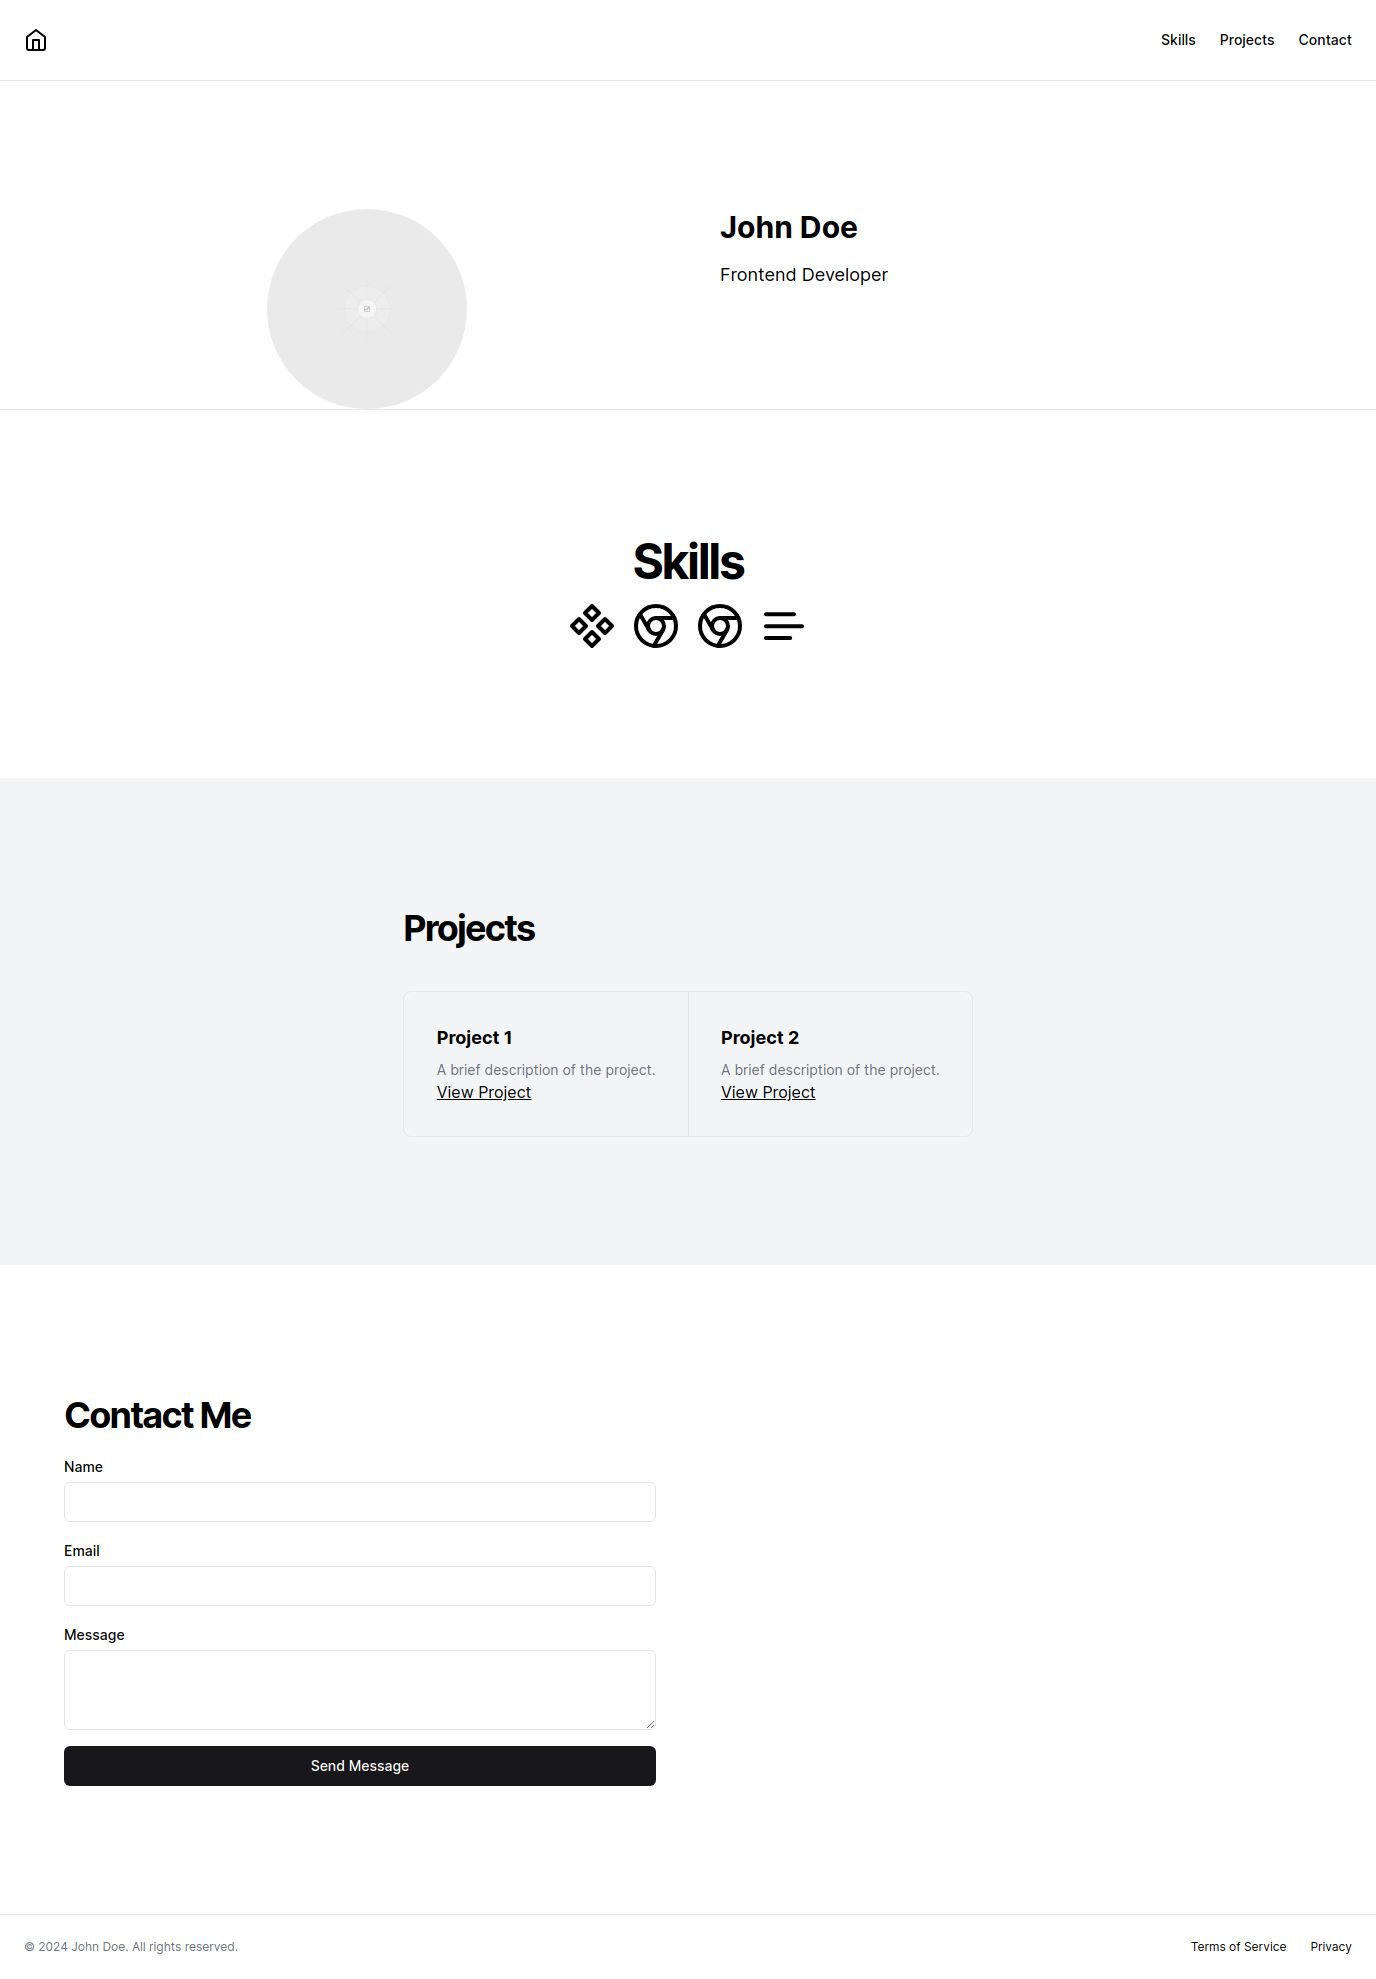 Skills Projects Contact
John Doe
Frontend Developer
Skills
Projects
Project 1
A brief description of the project.
View Project
Project 2
A brief description of the project.
View Project
Contact Me
Name
Email
Message
Send Message
© 2024 John Doe. All rights reserved.
Terms of Service Privacy